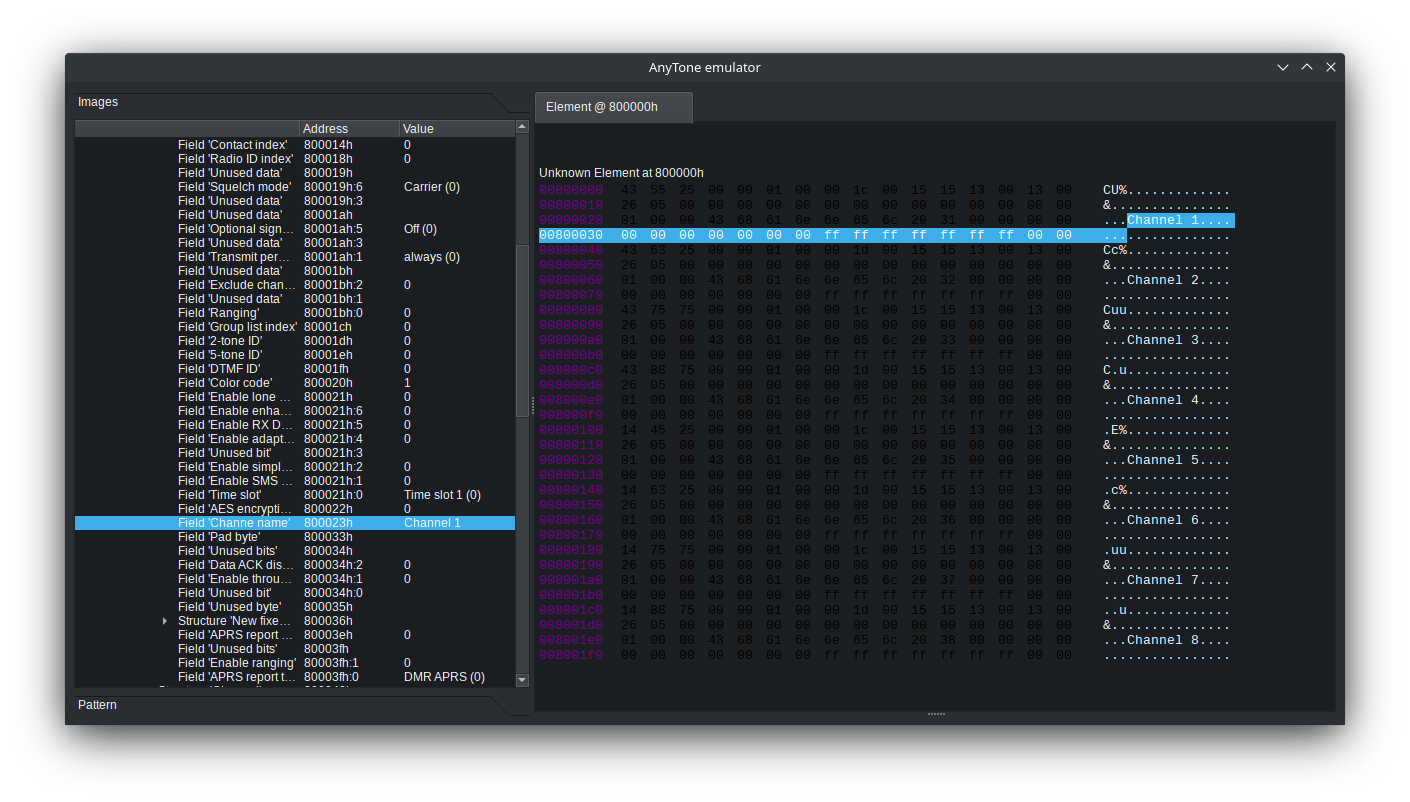 AnyTone emulator
Images
Address Value
Field 'Contact index' 800014h 0
Field 'Radio ID index' 800018h 0
Field 'Unused data' 800019h
Field 'Squelch mode' 800019h:6 Carrier (0)
Field 'Unused data' 800019h:3
Field 'Unused data' 80001ah
Field 'Optional sign... 80001ah:5 Off (0)
Field 'Unused data' 80001ah:3
Field 'Transmit per... 80001ah:1 always (0)
Field 'Unused data' 80001bh
Field 'Exclude chan... 80001bh:2 0
Field 'Unused data' 80001bh:1
Field 'Ranging' 80001bh:0 0
Field 'Group list index' 80001ch 0
Field '2-tone ID' 80001dh 0
Field '5-tone ID' 80001eh 0
Field 'DTMF ID' 80001fh 0
Field 'Color code' 800020h 1
Field 'Enable lone ... 800021h 0
Field 'Enable enha... 800021h:6 0
Field 'Enable RX D... 800021h:5 0
Field 'Enable adapt... 800021h:4 0
Field 'Unused bit' 800021h:3
Field 'Enable simpl... 800021h:2 0
Field 'Enable SMS ... 800021h:1 0
Field 'Time slot' 800021h:0 Time slot 1 (0)
Field 'AES encrypti... 800022h 0
Field 'Channe name' 800023h Channel 1
Field 'Pad byte' 800033h
Field 'Unused bits' 800034h
Field 'Data ACK dis... 800034h:2 0
Field 'Enable throu... 800034h:1 0
Field 'Unused bit' 800034h:0
Field 'Unused byte' 800035h
Structure 'New fixe... 800036h
Field 'APRS report ... 80003eh 0
Field 'Unused bits' 80003fh
Field 'Enable ranging' 80003fh:1 0
Field 'APRS report t... 80003fh:0 DMR APRS (0)
Pattern
Element @ 800000h
Unknown Element at 800000h
00800000 43 55 25 00 00 01 00 00 1c 00 15 15 13 00 13 00 CU%.............
00800010 26 05 00 00 00 00 00 00 00 00 00 00 00 00 00 00 &...............
00800020 01 00 00 43 68 61 6e 6e 65 6c 20 31 00 00 00 00 ...Channel 1....
00800030 00 00 00 00 00 00 00 ff ff ff ff ff ff ff 00 00 ................
00800040 43 63 25 00 00 01 00 00 1d 00 15 15 13 00 13 00 Cc%.............
00800050 26 05 00 00 00 00 00 00 00 00 00 00 00 00 00 00 &...............
00800060 01 00 00 43 68 61 6e 6e 65 6c 20 32 00 00 00 00 ...Channel 2....
00800070 00 00 00 00 00 00 00 ff ff ff ff ff ff ff 00 00 ................
00800080 43 75 75 00 00 01 00 00 1c 00 15 15 13 00 13 00 Cuu.............
00800090 26 05 00 00 00 00 00 00 00 00 00 00 00 00 00 00 &...............
008000a0 01 00 00 43 68 61 6e 6e 65 6c 20 33 00 00 00 00 ...Channel 3....
008000b0 00 00 00 00 00 00 00 ff ff ff ff ff ff ff 00 00 ................
008000c0 43 88 75 00 00 01 00 00 1d 00 15 15 13 00 13 00 C.u.............
008000d0 26 05 00 00 00 00 00 00 00 00 00 00 00 00 00 00 &...............
008000e0 01 00 00 43 68 61 6e 6e 65 6c 20 34 00 00 00 00 ...Channel 4....
008000f0 00 00 00 00 00 00 00 ff ff ff ff ff ff ff 00 00 ................
00800100 14 45 25 00 00 01 00 00 1c 00 15 15 13 00 13 00 .E%.............
00800110 26 05 00 00 00 00 00 00 00 00 00 00 00 00 00 00 &...............
00800120 01 00 00 43 68 61 6e 6e 65 6c 20 35 00 00 00 00 ...Channel 5....
00800130 00 00 00 00 00 00 00 ff ff ff ff ff ff ff 00 00 ................
00800140 14 63 25 00 00 01 00 00 1d 00 15 15 13 00 13 00 .c%.............
00800150 26 05 00 00 00 00 00 00 00 00 00 00 00 00 00 00 &...............
00800160 01 00 00 43 68 61 6e 6e 65 6c 20 36 00 00 00 00 ...Channel 6....
00800170 00 00 00 00 00 00 00 ff ff ff ff ff ff ff 00 00 ................
00800180 14 75 75 00 00 01 00 00 1c 00 15 15 13 00 13 00 .uu.............
00800190 26 05 00 00 00 00 00 00 00 00 00 00 00 00 00 00 &...............
008001a0 01 00 00 43 68 61 6e 6e 65 6c 20 37 00 00 00 00 ...Channel 7....
008001b0 00 00 00 00 00 00 00 ff ff ff ff ff ff ff 00 00 ................
008001c0 14 88 75 00 00 01 00 00 1d 00 15 15 13 00 13 00 ..u.............
008001d0 26 05 00 00 00 00 00 00 00 00 00 00 00 00 00 00 &...............
008001e0 01 00 00 43 68 61 6e 6e 65 6c 20 38 00 00 00 00 ...Channel 8....
008001f0 00 00 00 00 00 00 00 ff ff ff ff ff ff ff 00 00 ................